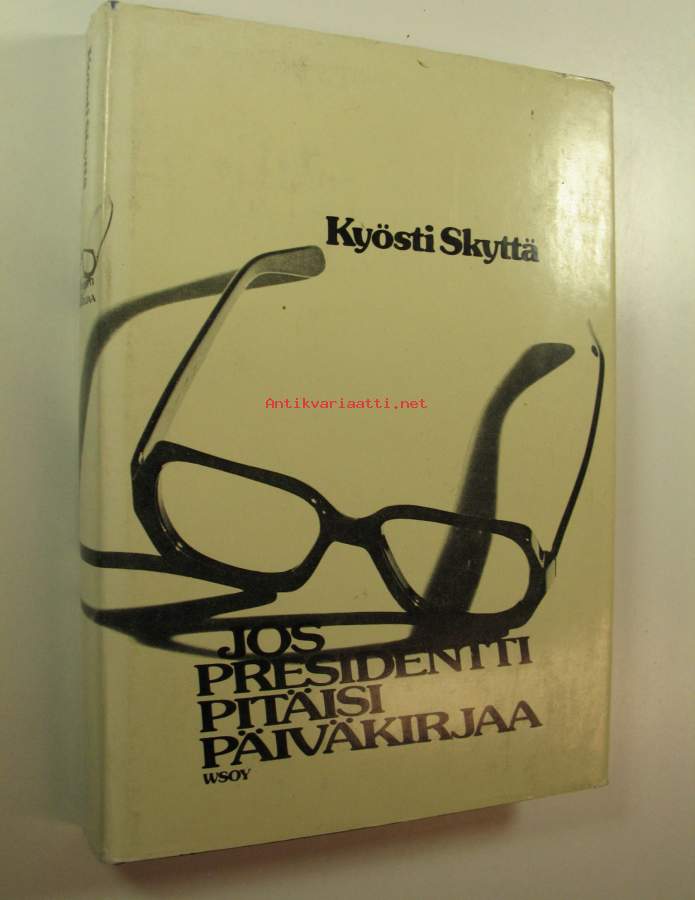 Kyösti Skyttä
Antikvariaatti.net
JOS
PRESIDENTTI
PITÄISI
PÄIVÄKIRJAA
WSOY